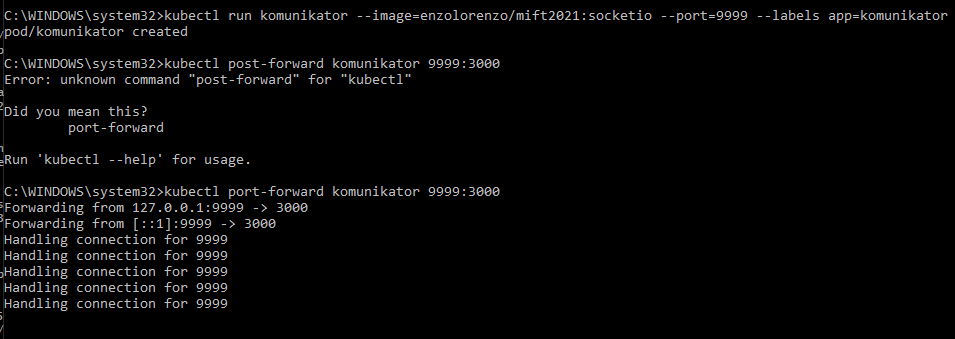 C:\WINDOWS\system32>kubectl run komunikator --image=enzolorenzo/mift2021:socketio --port=9999 --labels app=komunikator
pod/komunikator created
C:\WINDOWS\system32>kubectl post-forward komunikator 9999:3000
Error: unknown command "post-forward" for "kubectl"
Did you mean this?
port-forward
Run 'kubectl --help' for usage.
C:\WINDOWS\system32>kubectl port-forward komunikator 9999:3000
Forwarding from 127.0.0.1:9999 -> 3000
Forwarding from [::1]:9999 -> 3000
Handling connection for 9999
Handling connection for 9999
Handling connection for 9999
Handling connection for 9999
Handling connection for 9999